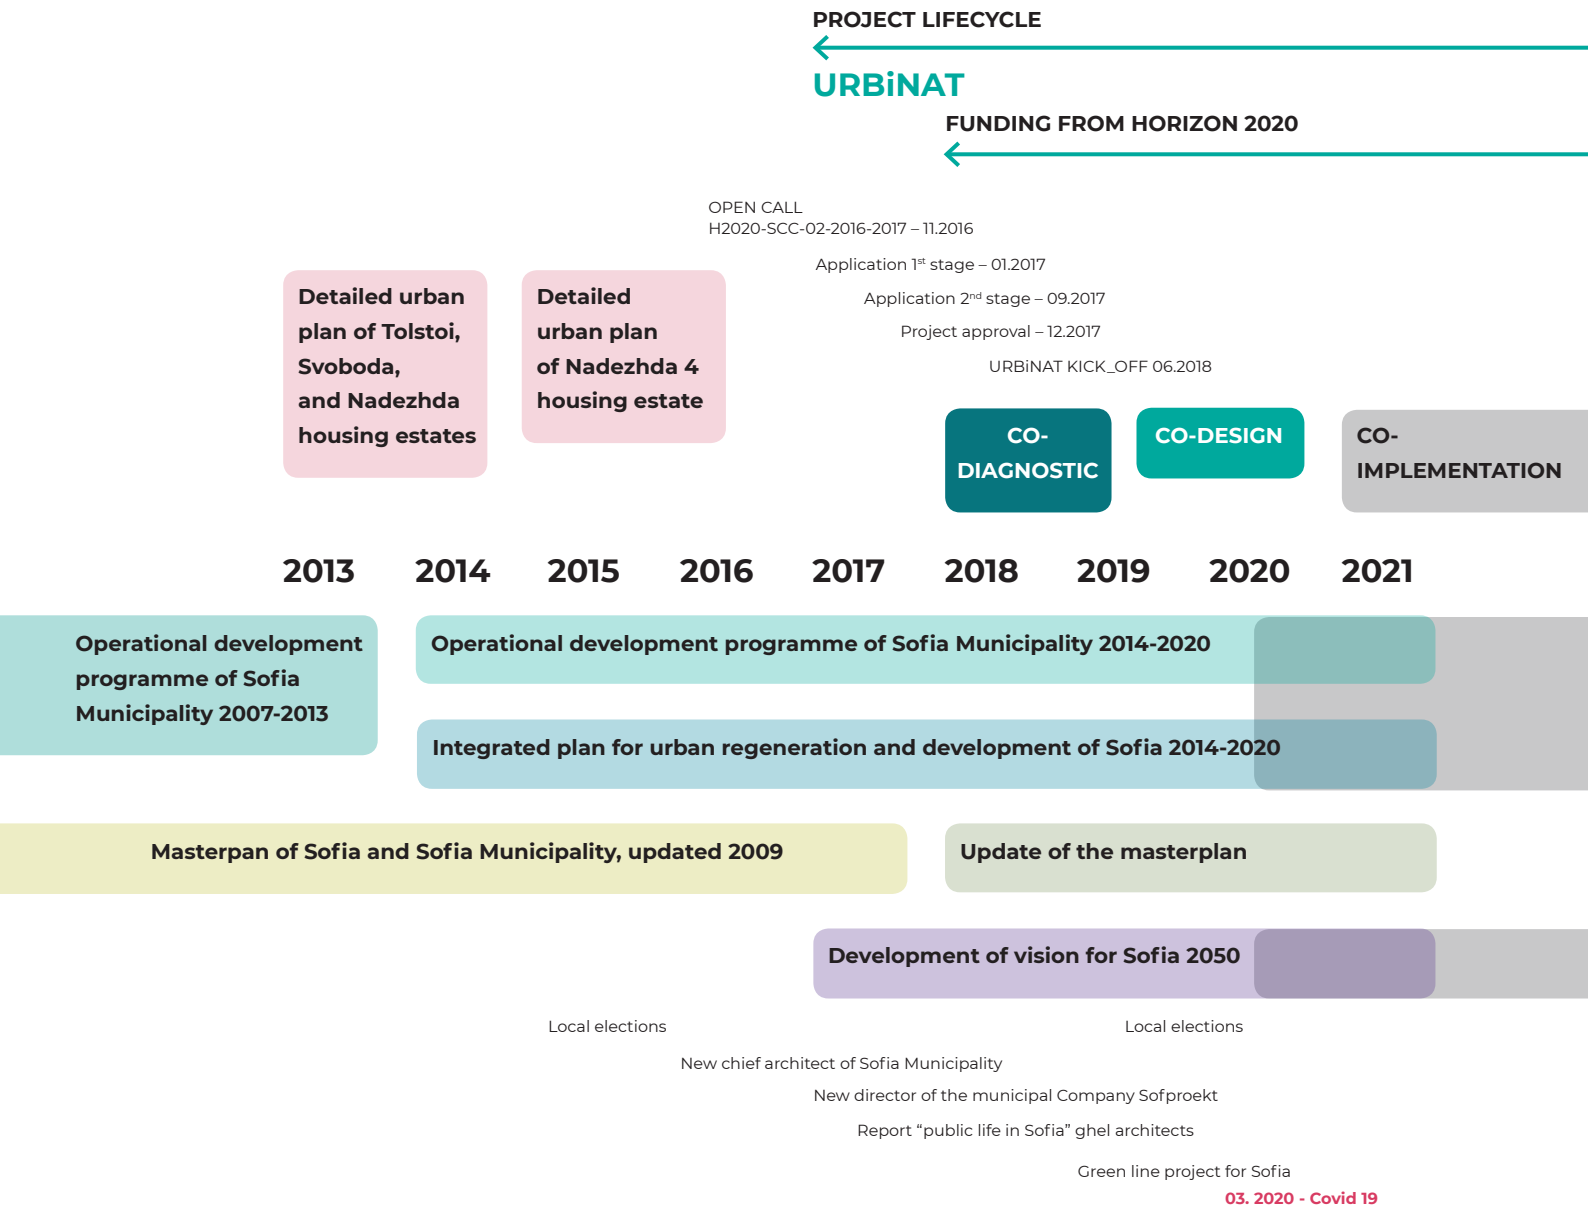 PROJECT LIFECYCLE
URBiNAT
FUNDING FROM HORIZON 2020
OPEN CALL
H2020-SCC-02-2016-2017 – 11.2016
Application 1st stage – 01.2017
Application 2nd stage – 09.2017
Project approval – 12.2017
URBiNAT KICK_OFF 06.2018
Detailed urban
plan of Tolstoi,
Svoboda,
and Nadezhda
housing estates
Detailed
urban plan
of Nadezhda 4
housing estate
CO-
DIAGNOSTIC
CO-DESIGN
CO-
IMPLEMENTATION
2013 2014 2015 2016 2017 2018 2019 2020 2021
Operational development
programme of Sofia
Municipality 2007-2013
Operational development programme of Sofia Municipality 2014-2020
Integrated plan for urban regeneration and development of Sofia 2014-2020
Masterpan of Sofia and Sofia Municipality, updated 2009
Update of the masterplan
Development of vision for Sofia 2050
Local elections
Local elections
New chief architect of Sofia Municipality
New director of the municipal Company Sofproekt
Report “public life in Sofia” ghel architects
Green line project for Sofia
03. 2020 - Covid 19